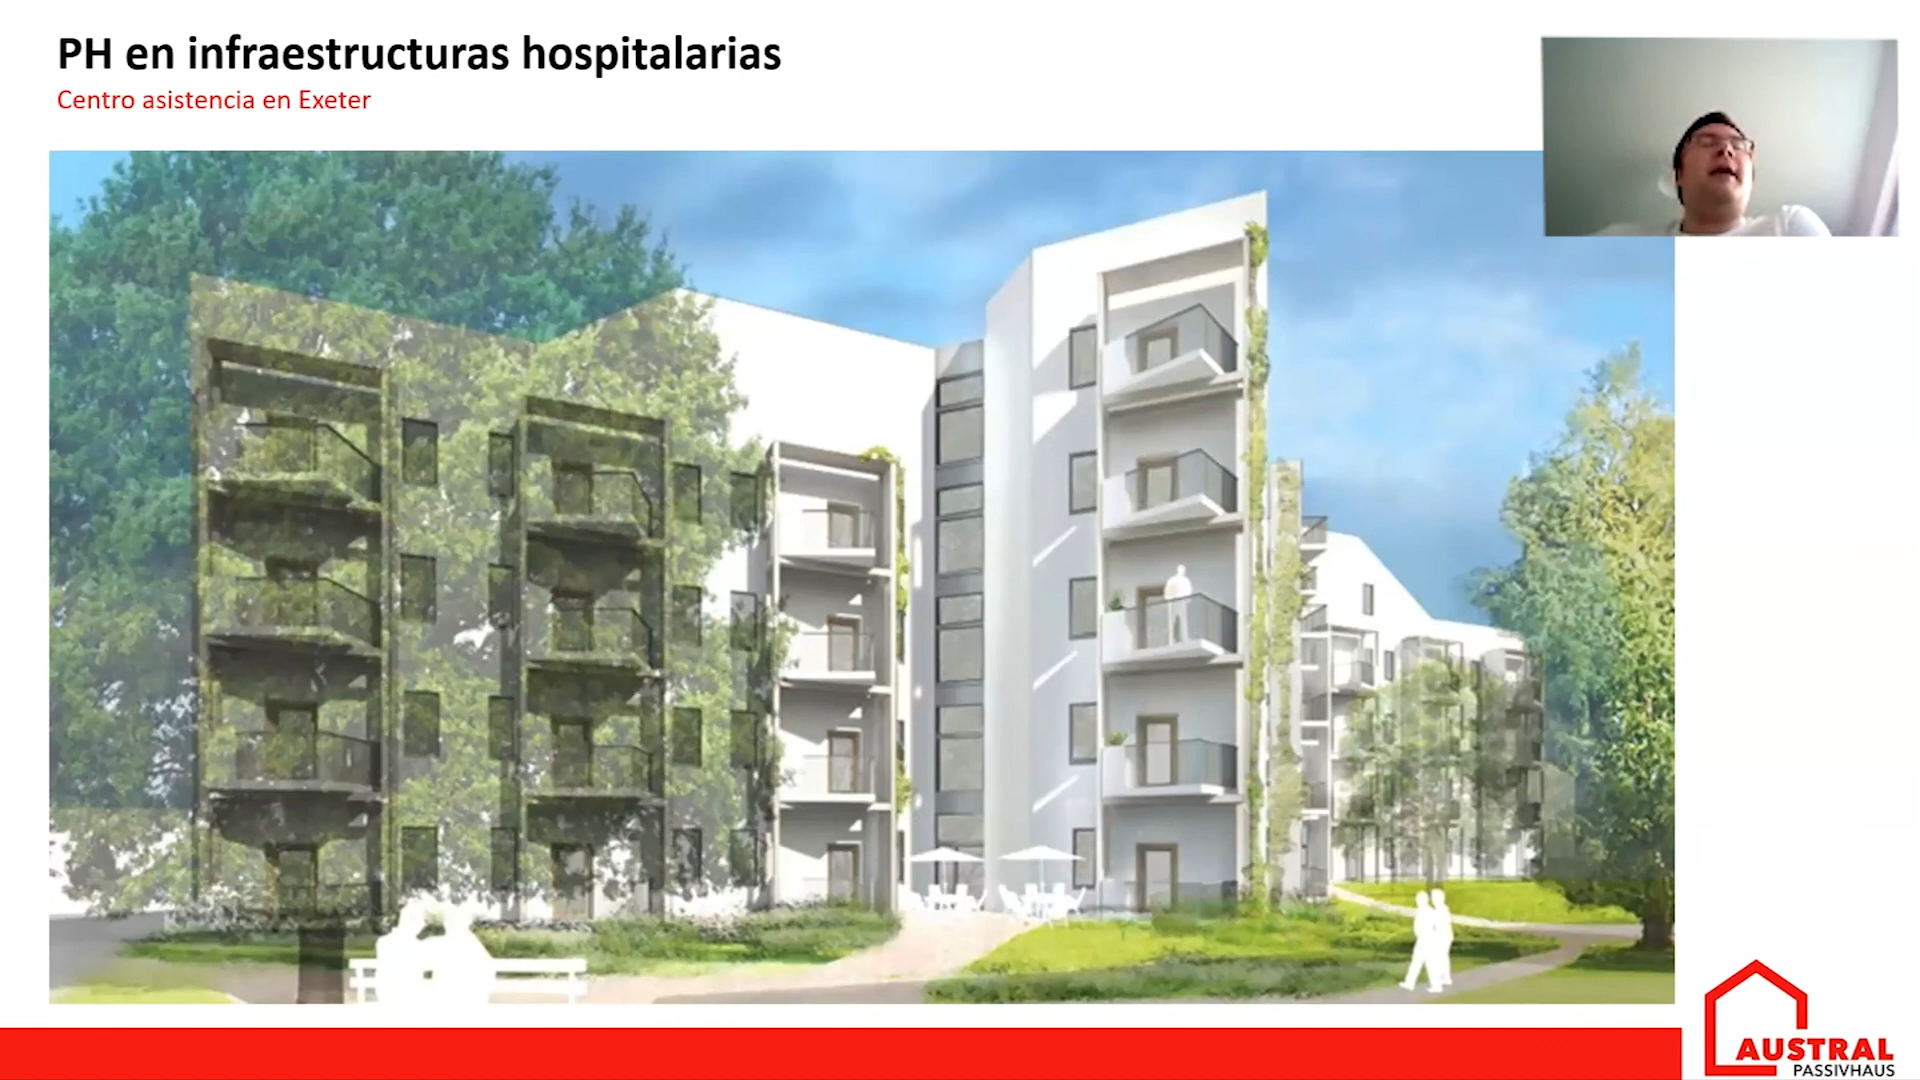 PH en infraestructuras hospitalarias
Centro asistencia en Exeter
AUSTRAL
PASSIVHAUS